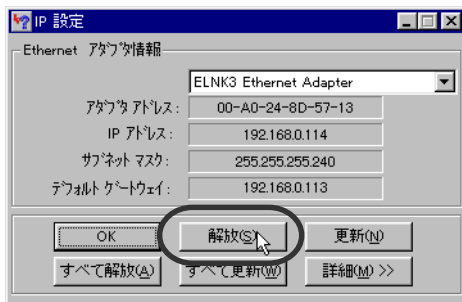 IP 設定
Ethernet ｱﾀﾞﾌﾟﾀ情報
ELNK3 Ethernet Adapter
ｱﾀﾞﾌﾟﾀ ｱﾄﾞﾚｽ : 00-A0-24-8D-57-13
IP ｱﾄﾞﾚｽ : 192.168.0.114
ｻﾌﾞﾈｯﾄ ﾏｽｸ : 255.255.255.240
ﾃﾞﾌｫﾙﾄ ｹﾞｰﾄｳｪｲ : 192.168.0.113
OK 解放(S) 更新(N)
すべて解放(A) すべて更新(W) 詳細(M) >>